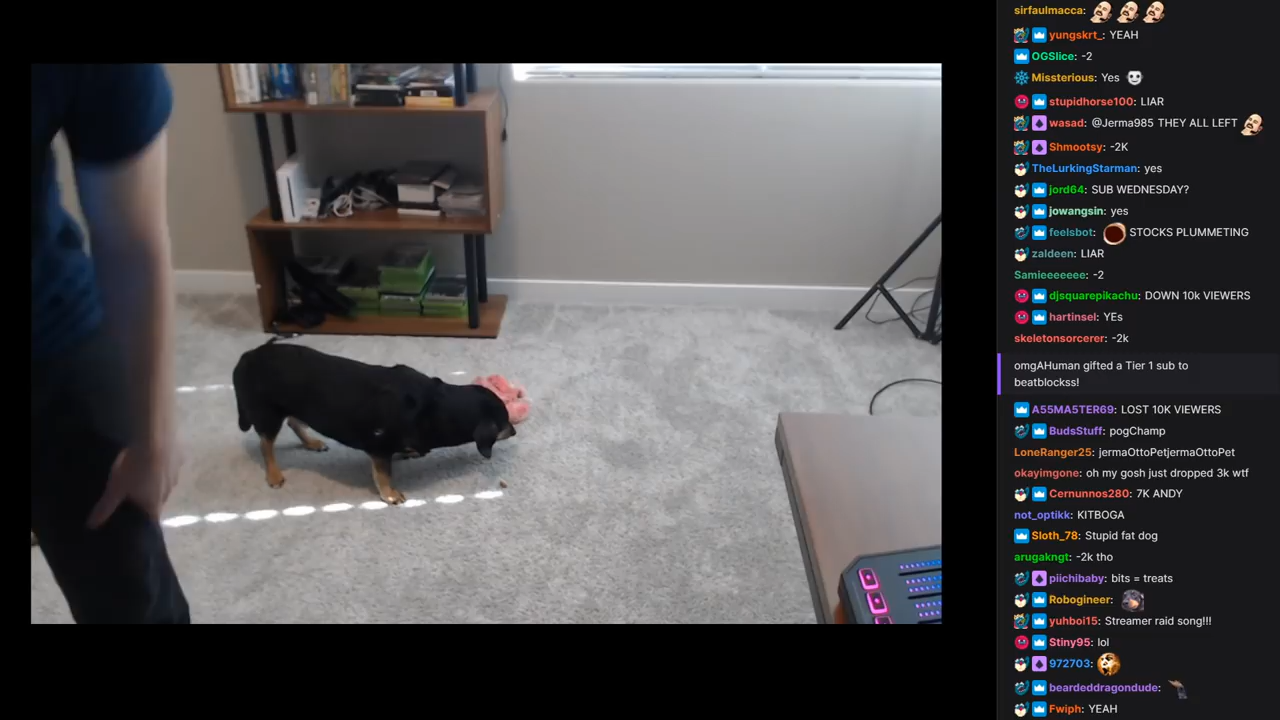 sirfaulmacca:
yungskrt_: YEAH
OGSlice: -2
Missterious: Yes
stupidhorse100: LIAR
wasad: @Jerma985 THEY ALL LEFT
Shmootsy: -2K
TheLurkingStarman: yes
jord64: SUB WEDNESDAY?
jowangsin: yes
feelsbot: STOCKS PLUMMETING
zaldeen: LIAR
Samieeeeeee: -2
djsquarepikachu: DOWN 10k VIEWERS
hartinsel: YEs
skeletonsorcerer: -2k
omgAHuman gifted a Tier 1 sub to
beatblockss!
A55MA5TER69: LOST 10K VIEWERS
BudsStuff: pogChamp
LoneRanger25: jermaOttoPetjermaOttoPet
okayimgone: oh my gosh just dropped 3k wtf
Cernunnos280: 7K ANDY
not_optikk: KITBOGA
Sloth_78: Stupid fat dog
arugakngt: -2k tho
piichibaby: bits = treats
Robogineer:
yuhboi15: Streamer raid song!!!
Stiny95: lol
972703:
beardeddragondude:
Fwiph: YEAH